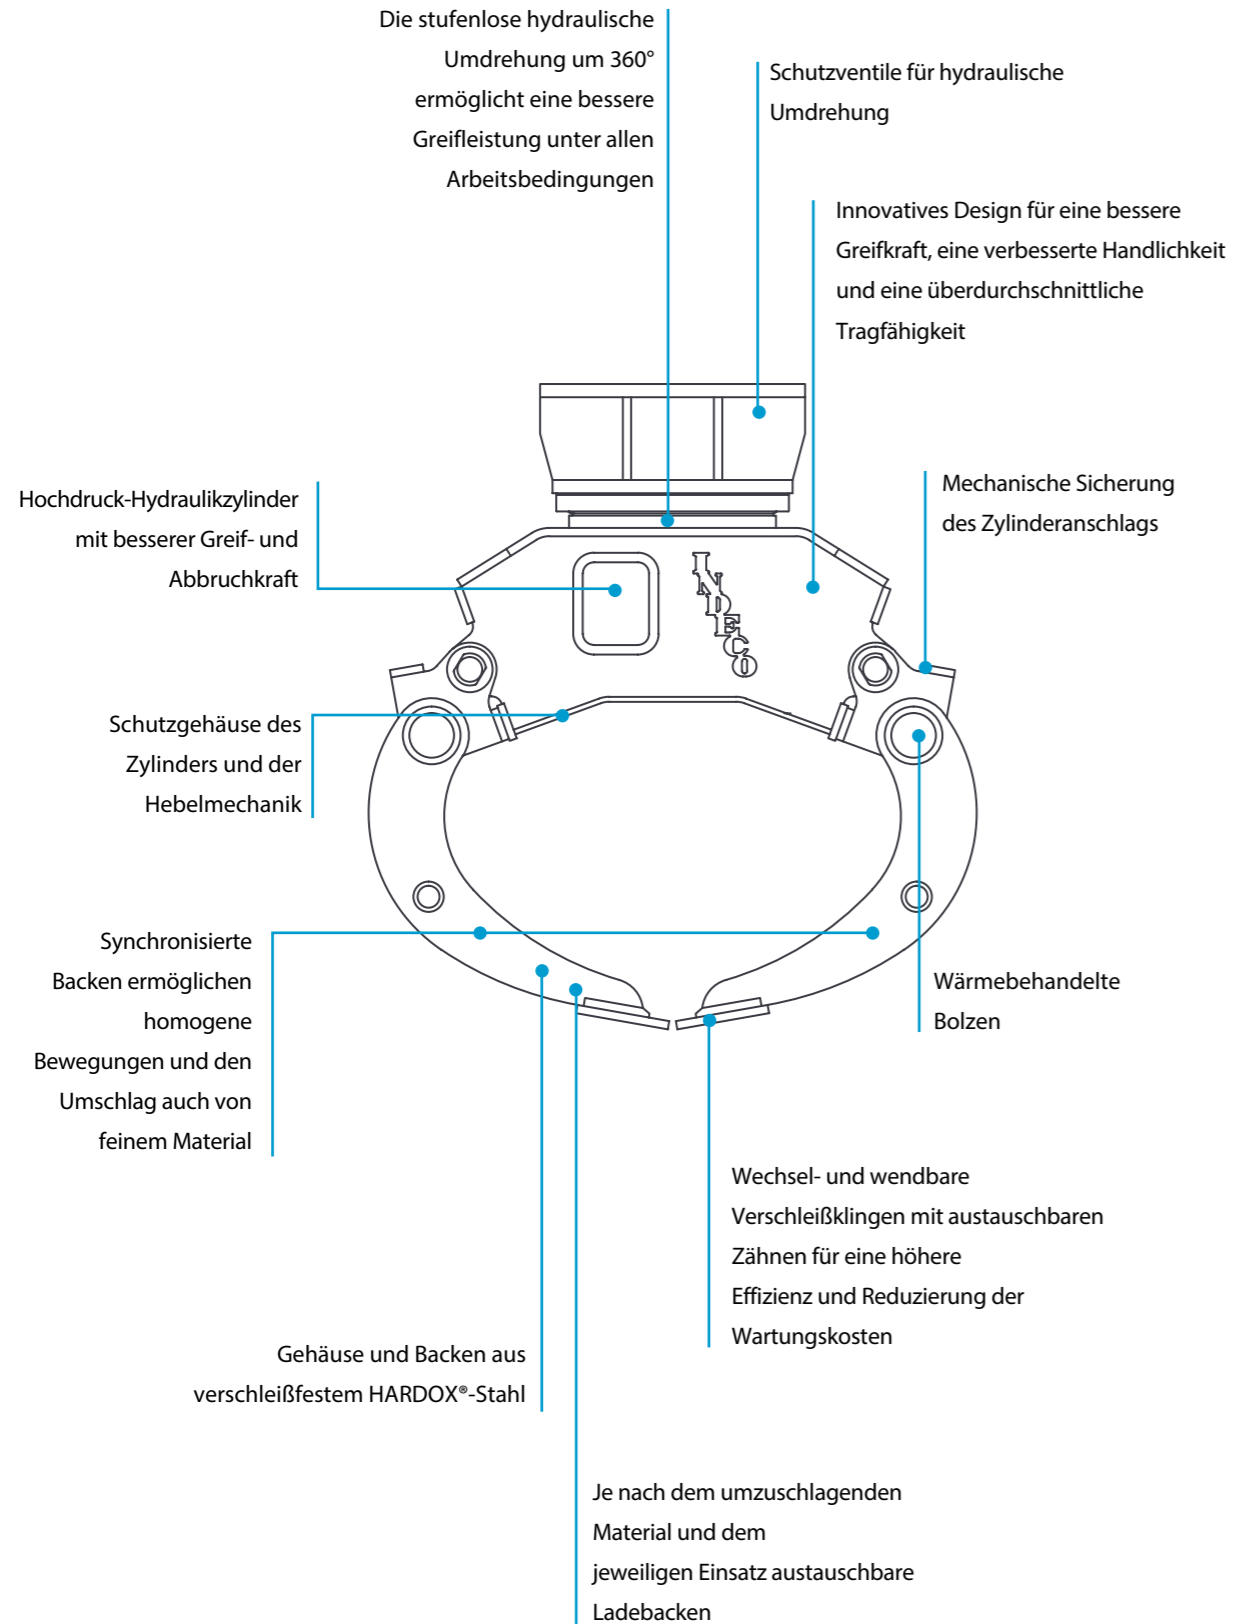 Die stufenlose hydraulische
Umdrehung um 360°
ermöglicht eine bessere
Greifleistung unter allen
Arbeitsbedingungen
Schutzventile für hydraulische
Umdrehung
Innovatives Design für eine bessere
Greifkraft, eine verbesserte Handlichkeit
und eine überdurchschnittliche
Tragfähigkeit
Hochdruck-Hydraulikzylinder
mit besserer Greif- und
Abbruchkraft
Mechanische Sicherung
des Zylinderanschlags
INDECO
Schutzgehäuse des
Zylinders und der
Hebelmechanik
Synchronisierte
Backen ermöglichen
homogene
Bewegungen und den
Umschlag auch von
feinem Material
Wärmebehandelte
Bolzen
Wechsel- und wendbare
Verschleißklingen mit austauschbaren
Zähnen für eine höhere
Effizienz und Reduzierung der
Wartungskosten
Gehäuse und Backen aus
verschleißfestem HARDOX®-Stahl
Je nach dem umzuschlagenden
Material und dem
jeweiligen Einsatz austauschbare
Ladebacken